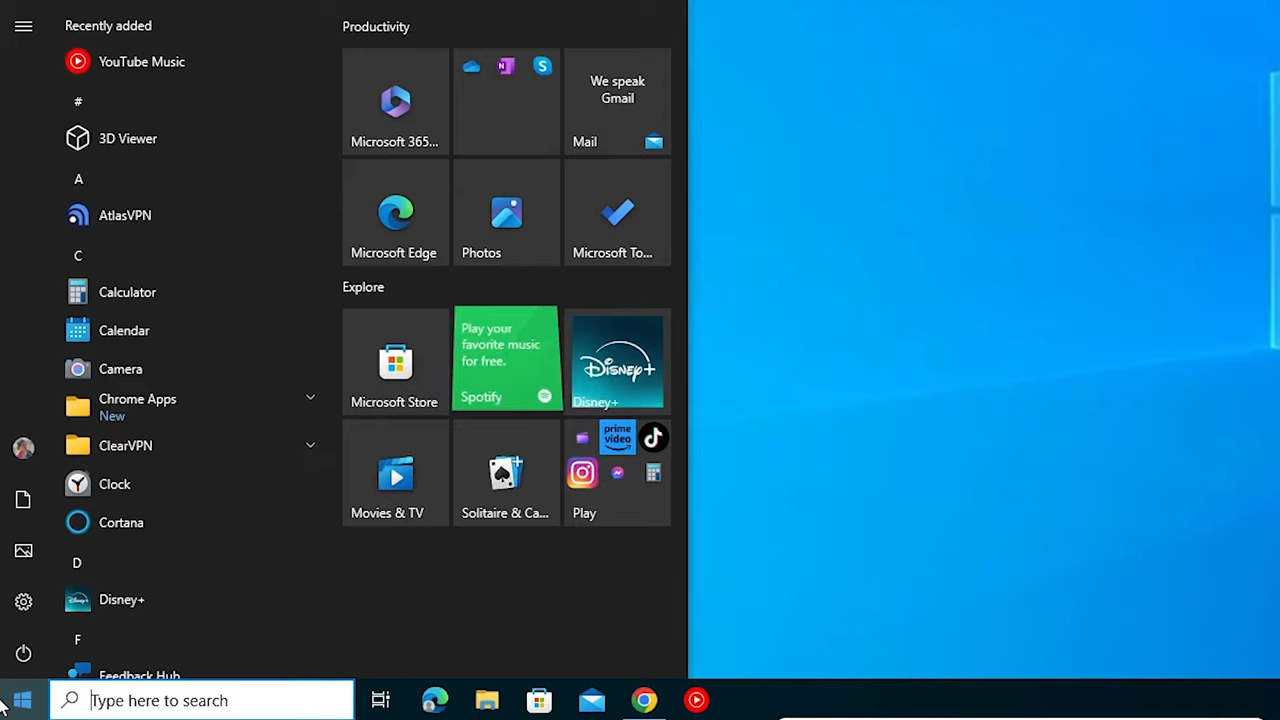 Recently added
YouTube Music
#
3D Viewer
A
AtlasVPN
C
Calculator
Calendar
Camera
Chrome Apps
New
ClearVPN
Clock
Cortana
D
Disney+
F
Feedback Hub
Productivity
Microsoft 365...
We speak
Gmail
Mail
Microsoft Edge
Photos
Microsoft To...
Explore
Microsoft Store
Play your
favorite music
for free.
Spotify
Disney+
Disney+
Movies & TV
Solitaire & Ca...
prime
video
Play
Type here to search